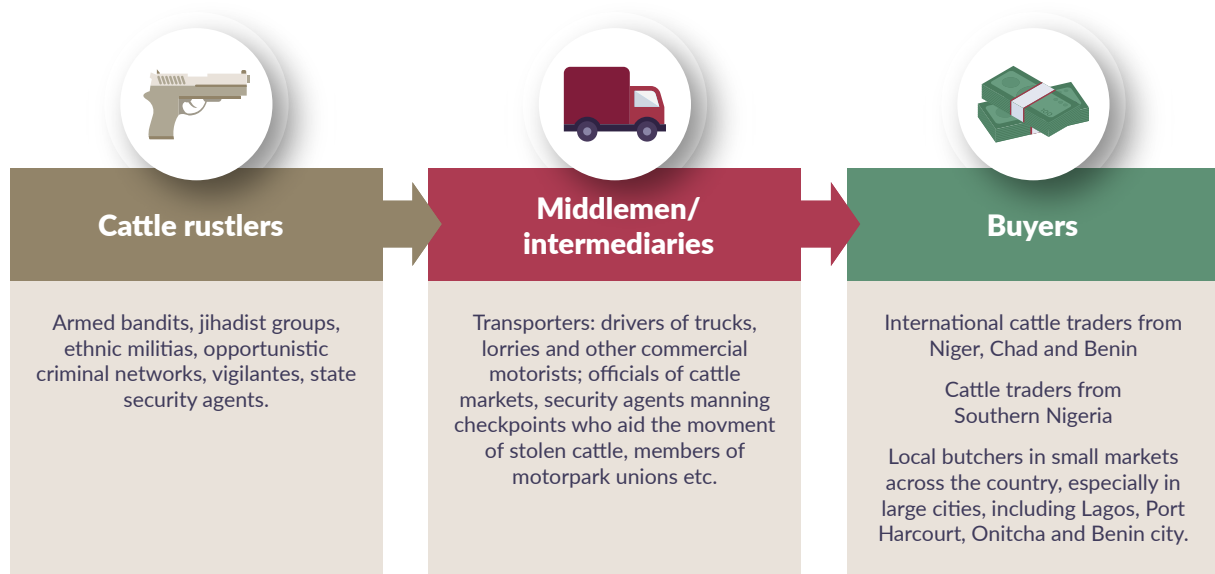 Cattle rustlers
Armed bandits, jihadist groups,
ethnic militias, opportunistic
criminal networks, vigilantes, state
security agents.
Middlemen/
intermediaries
Transporters: drivers of trucks,
lorries and other commercial
motorists; officials of cattle
markets, security agents manning
checkpoints who aid the movment
of stolen cattle, members of
motorpark unions etc.
Buyers
International cattle traders from
Niger, Chad and Benin
Cattle traders from
Southern Nigeria
Local butchers in small markets
across the country, especially in
large cities, including Lagos, Port
Harcourt, Onitcha and Benin city.